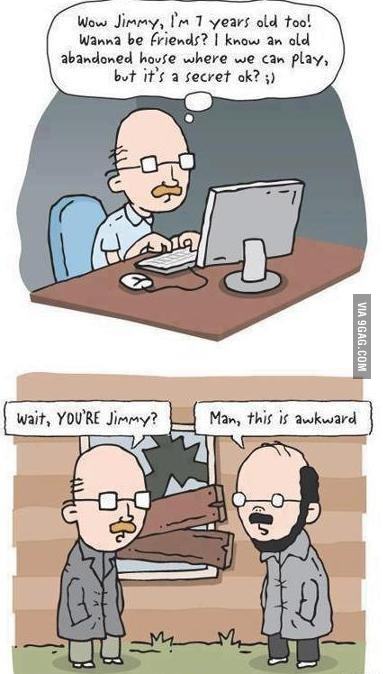 Wow Jimmy, I'm 7 years old too!
Wanna be friends? I know an old
abandoned house where we can play,
but it's a secret ok? ;)
VIA 9GAG.COM
Wait, YOU'RE Jimmy?
Man, this is awkward